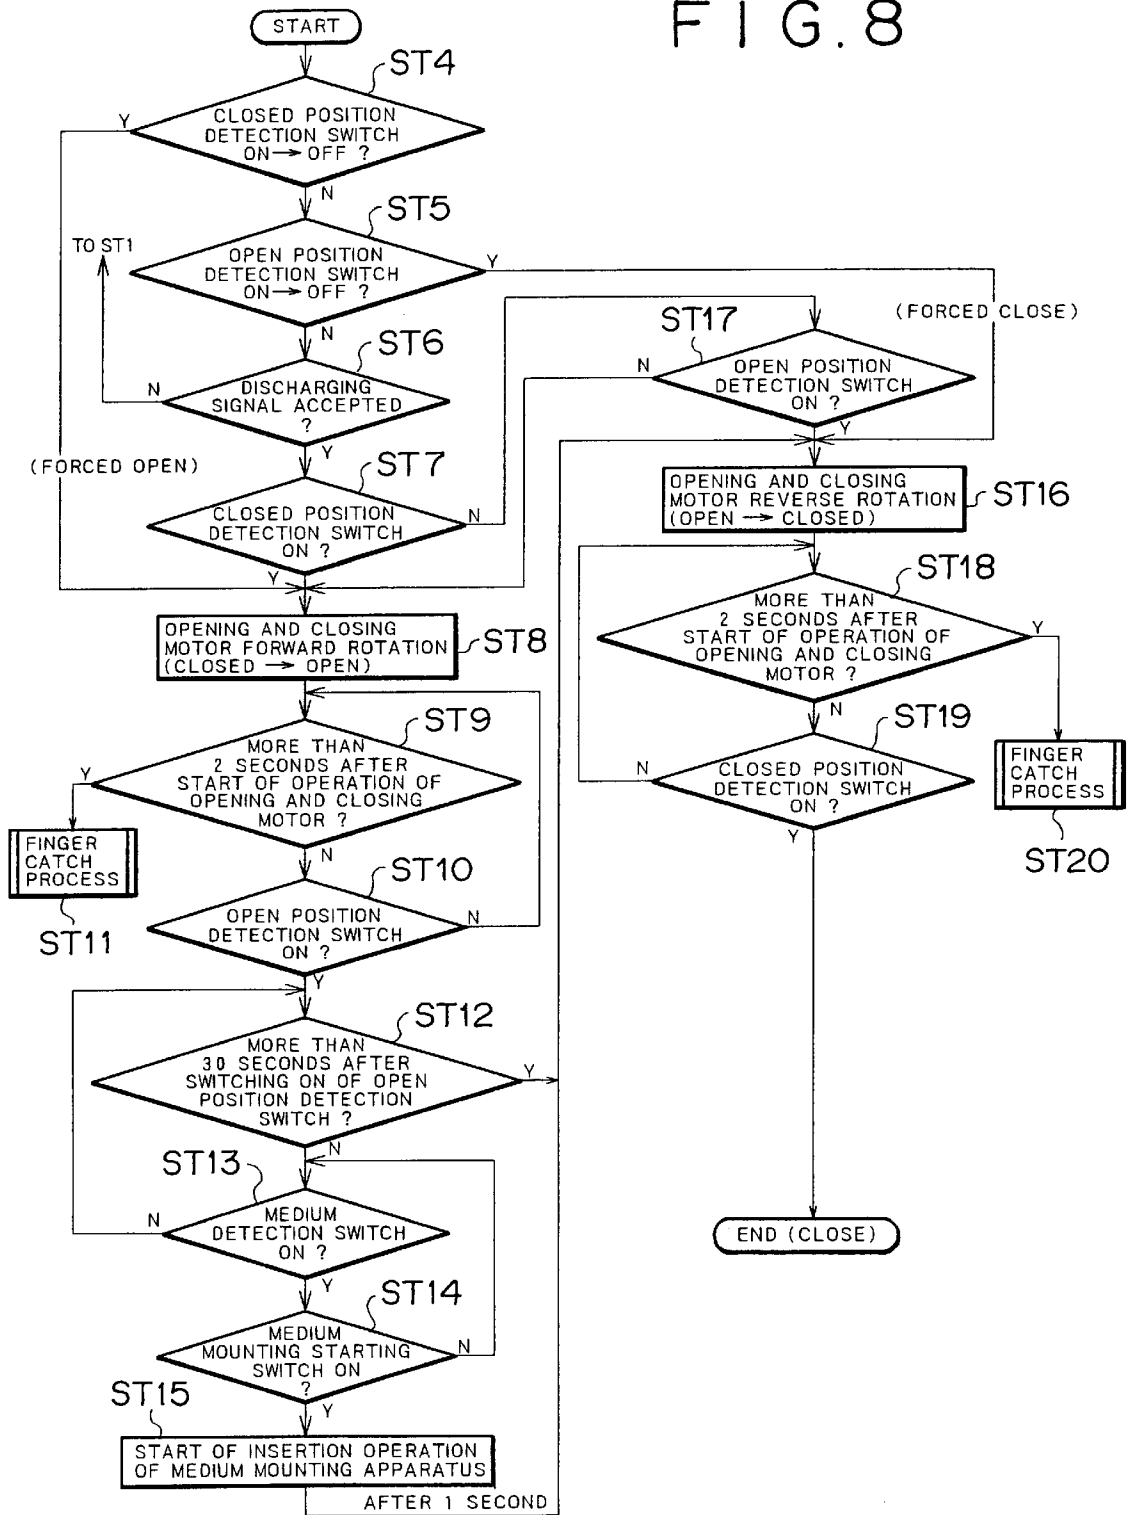 FIG.8
START
ST4
CLOSED POSITION
DETECTION SWITCH
ON→OFF ?
Y
N
ST5
TO ST1
OPEN POSITION
DETECTION SWITCH
ON→OFF ?
Y
N
(FORCED CLOSE)
ST6
DISCHARGING
SIGNAL ACCEPTED
?
N
Y
ST17
OPEN POSITION
DETECTION SWITCH
ON ?
N
Y
(FORCED OPEN)
ST7
CLOSED POSITION
DETECTION SWITCH
ON ?
N
Y
OPENING AND CLOSING
MOTOR REVERSE ROTATION
(OPEN → CLOSED)
ST16
OPENING AND CLOSING
MOTOR FORWARD ROTATION
(CLOSED → OPEN)
ST8
ST18
MORE THAN
2 SECONDS AFTER
START OF OPERATION OF
OPENING AND CLOSING
MOTOR ?
Y
N
ST9
MORE THAN
2 SECONDS AFTER
START OF OPERATION OF
OPENING AND CLOSING
MOTOR ?
Y
N
ST19
CLOSED POSITION
DETECTION SWITCH
ON ?
N
Y
FINGER
CATCH
PROCESS
ST20
FINGER
CATCH
PROCESS
ST11
ST10
OPEN POSITION
DETECTION SWITCH
ON ?
N
Y
ST12
MORE THAN
30 SECONDS AFTER
SWITCHING ON OF OPEN
POSITION DETECTION
SWITCH ?
Y
N
ST13
MEDIUM
DETECTION SWITCH
ON ?
N
Y
END (CLOSE)
ST14
MEDIUM
MOUNTING STARTING
SWITCH ON
?
N
Y
ST15
START OF INSERTION OPERATION
OF MEDIUM MOUNTING APPARATUS
AFTER 1 SECOND